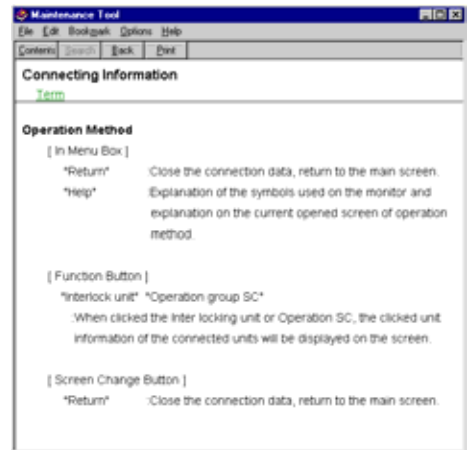 Maintenance Tool
File Edit Bookmark Options Help
Contents Search Back Print
Connecting Information
Term
Operation Method
[ In Menu Box ]
"Return" :Close the connection data, return to the main screen.
"Help" :Explanation of the symbols used on the monitor and
explanation on the current opened screen of operation
method.
[ Function Button ]
"Interlock unit" "Operation group SC"
:When clicked the Inter locking unit or Operation SC, the clicked unit
information of the connected units will be displayed on the screen.
[ Screen Change Button ]
"Return" :Close the connection data, return to the main screen.